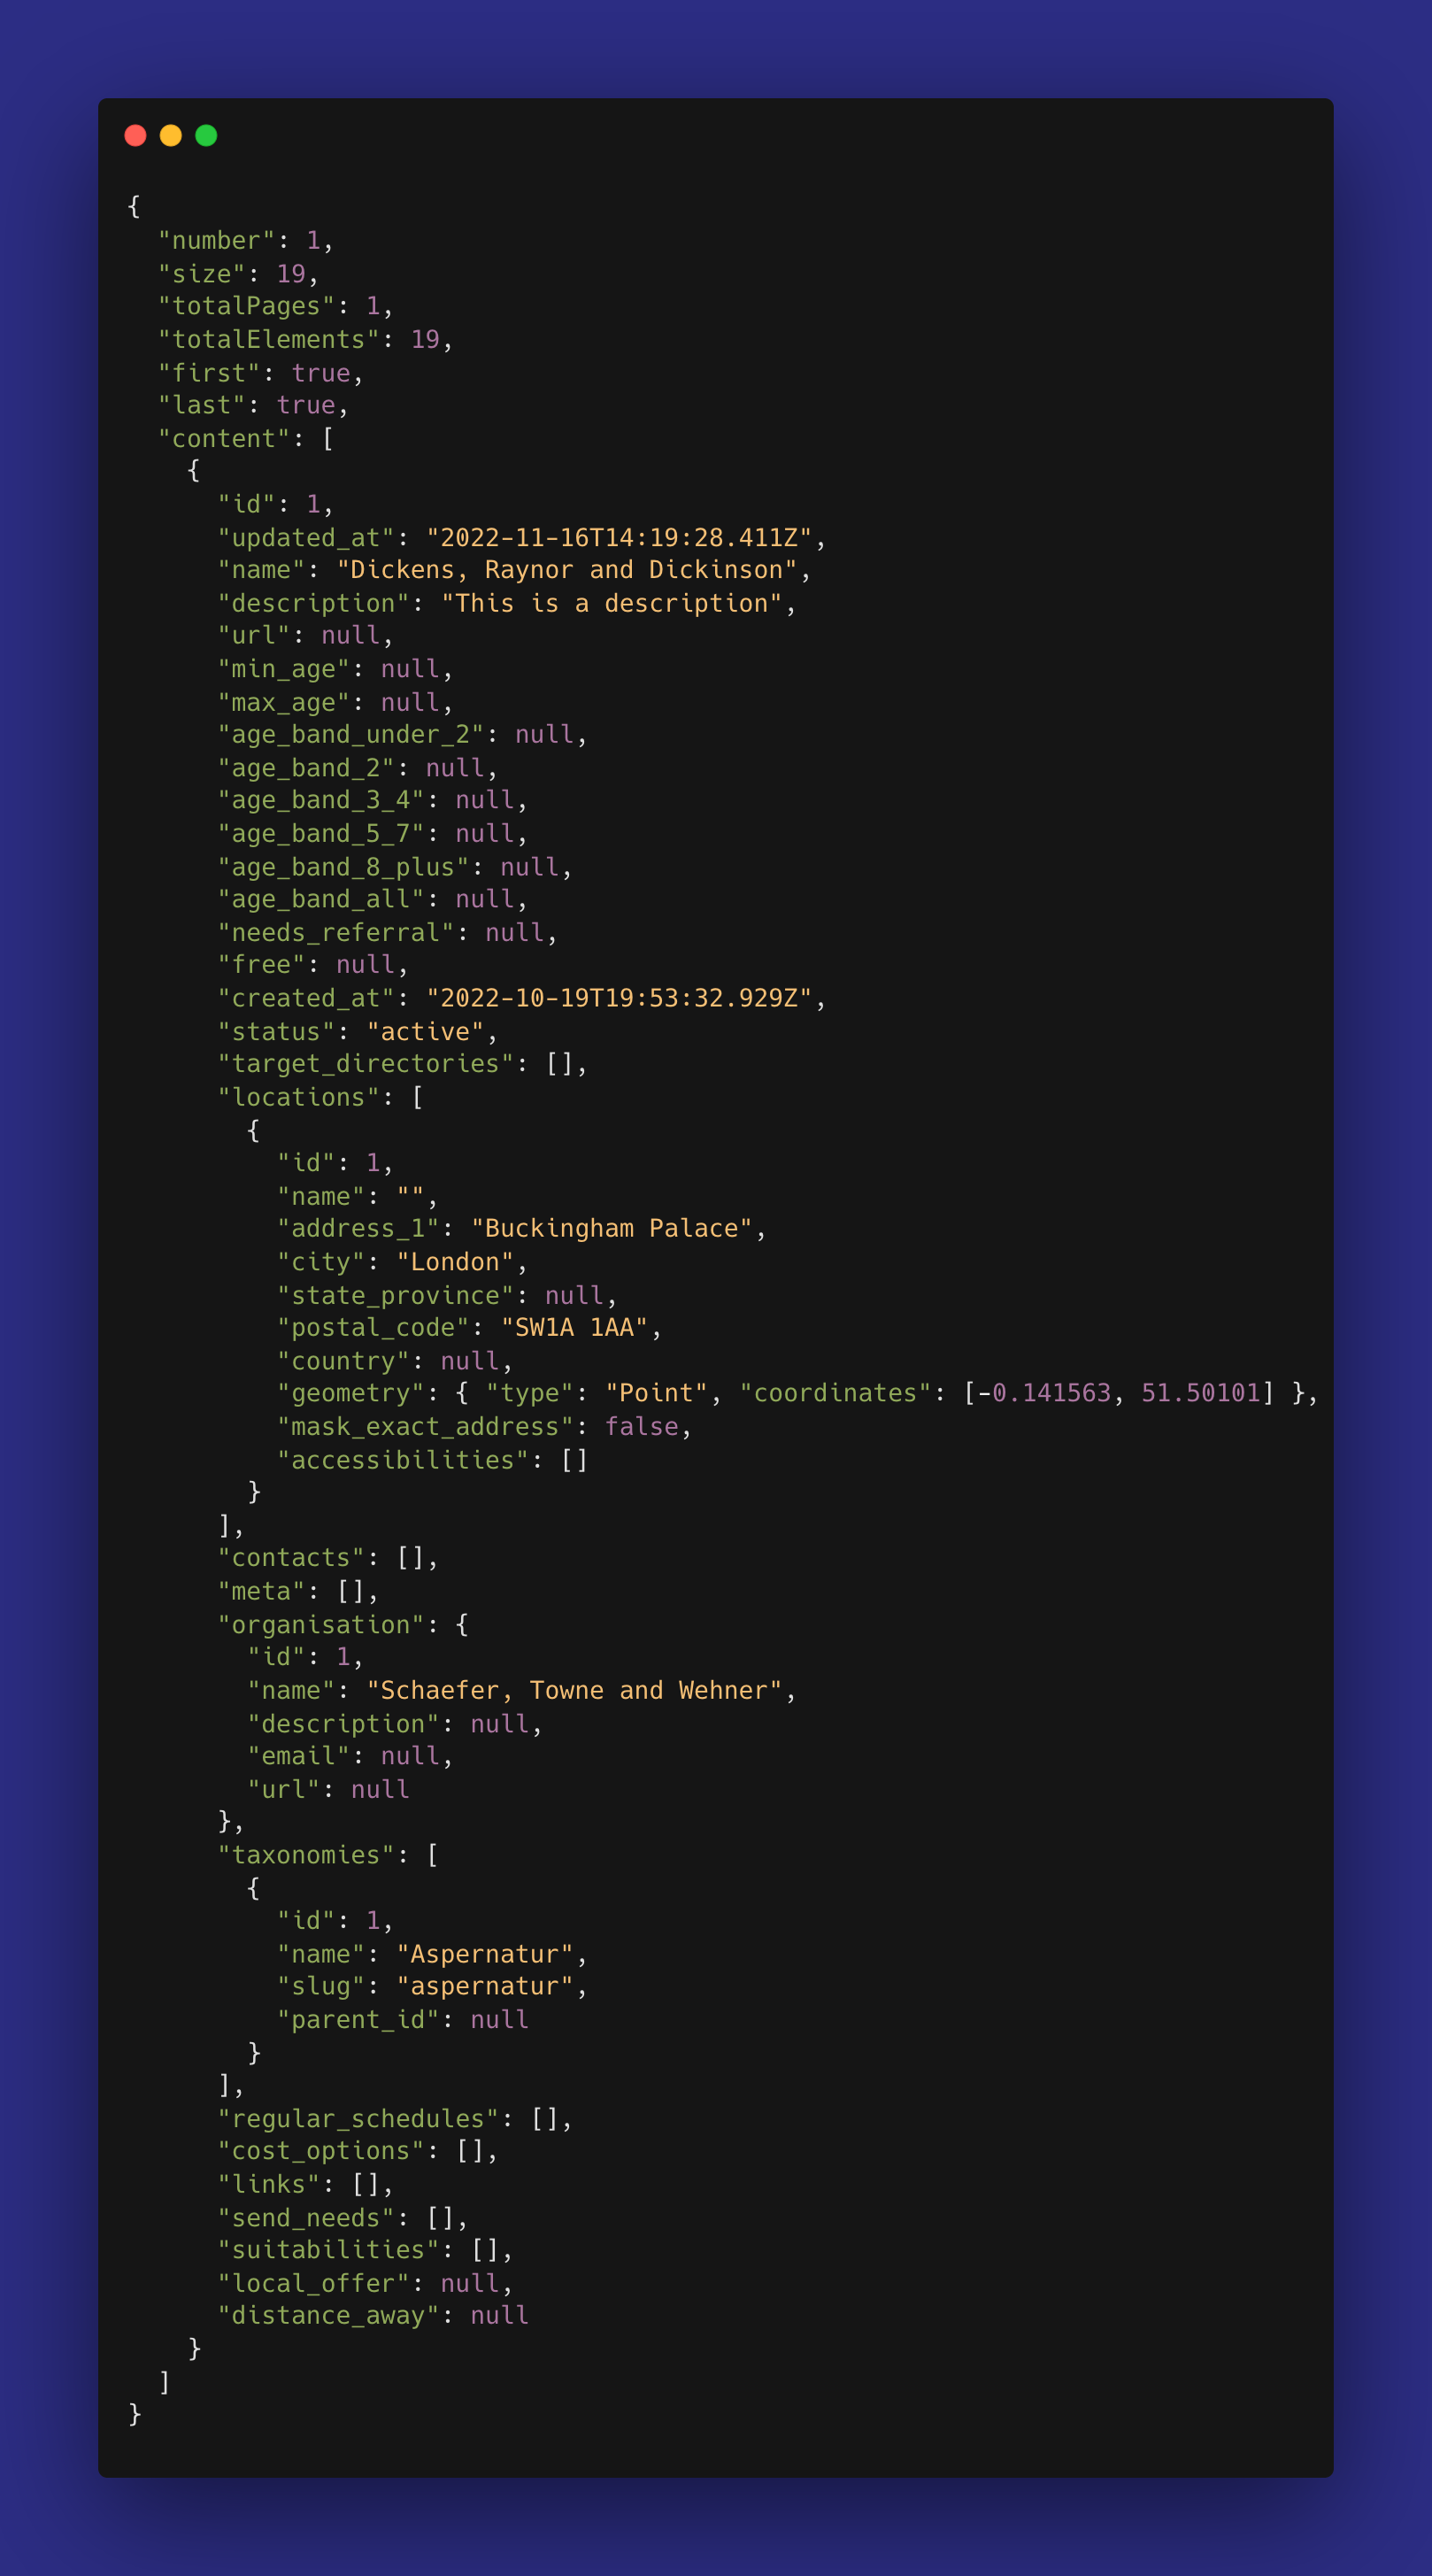 {
  "number": 1,
  "size": 19,
  "totalPages": 1,
  "totalElements": 19,
  "first": true,
  "last": true,
  "content": [
    {
      "id": 1,
      "updated_at": "2022-11-16T14:19:28.411Z",
      "name": "Dickens, Raynor and Dickinson",
      "description": "This is a description",
      "url": null,
      "min_age": null,
      "max_age": null,
      "age_band_under_2": null,
      "age_band_2": null,
      "age_band_3_4": null,
      "age_band_5_7": null,
      "age_band_8_plus": null,
      "age_band_all": null,
      "needs_referral": null,
      "free": null,
      "created_at": "2022-10-19T19:53:32.929Z",
      "status": "active",
      "target_directories": [],
      "locations": [
        {
          "id": 1,
          "name": "",
          "address_1": "Buckingham Palace",
          "city": "London",
          "state_province": null,
          "postal_code": "SW1A 1AA",
          "country": null,
          "geometry": { "type": "Point", "coordinates": [-0.141563, 51.50101] },
          "mask_exact_address": false,
          "accessibilities": []
        }
      ],
      "contacts": [],
      "meta": [],
      "organisation": {
        "id": 1,
        "name": "Schaefer, Towne and Wehner",
        "description": null,
        "email": null,
        "url": null
      },
      "taxonomies": [
        {
          "id": 1,
          "name": "Aspernatur",
          "slug": "aspernatur",
          "parent_id": null
        }
      ],
      "regular_schedules": [],
      "cost_options": [],
      "links": [],
      "send_needs": [],
      "suitabilities": [],
      "local_offer": null,
      "distance_away": null
    }
  ]
}